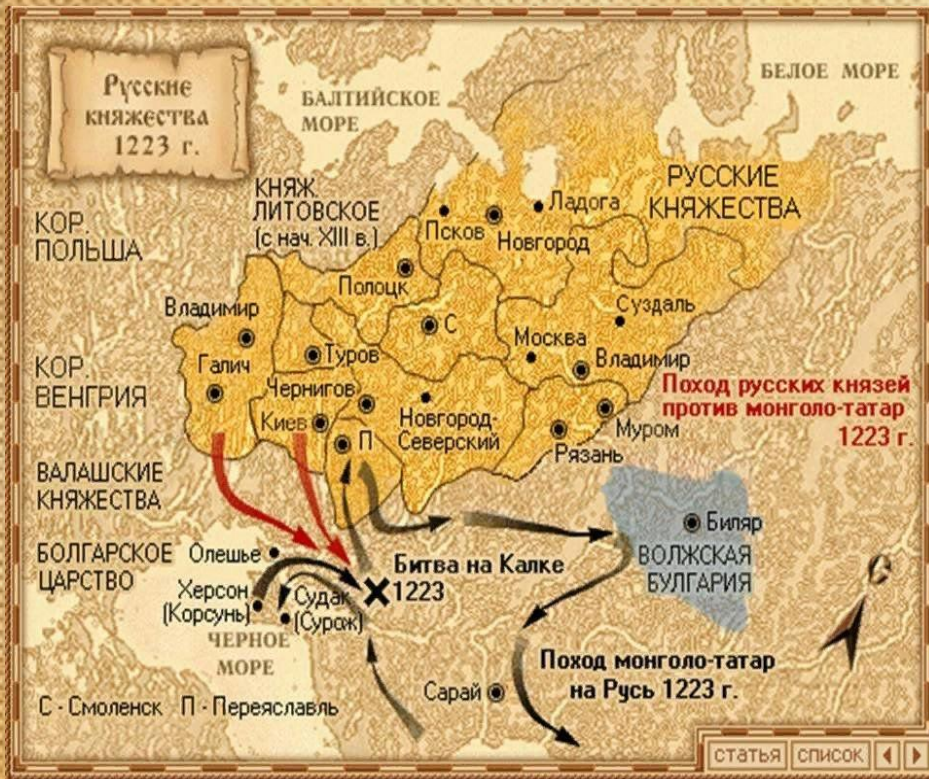 Русские
княжества
1223 г.
БАЛТИЙСКОЕ
МОРЕ
БЕЛОЕ МОРЕ
КОР.
ПОЛЬША
КНЯЖ.
ЛИТОВСКОЕ
(с нач. XIII в.)
РУССКИЕ
КНЯЖЕСТВА
Псков
Новгород
Ладога
Полоцк
Владимир
Галич
Туров
С
Суздаль
Москва
Владимир
КОР.
ВЕНГРИЯ
Чернигов
Киев
П
Новгород-
Северский
Муром
Рязань
Поход русских князей
против монголо-татар
1223 г.
ВАЛАШСКИЕ
КНЯЖЕСТВА
БОЛГАРСКОЕ
ЦАРСТВО
Олешье
Херсон
(Корсунь)
Судак
(Сурож)
Битва на Калке
1223
Биляр
ВОЛЖСКАЯ
БУЛГАРИЯ
ЧЕРНОЕ
МОРЕ
Сарай
Поход монголо-татар
на Русь 1223 г.
С
С - Смоленск П - Переяславль
статья список